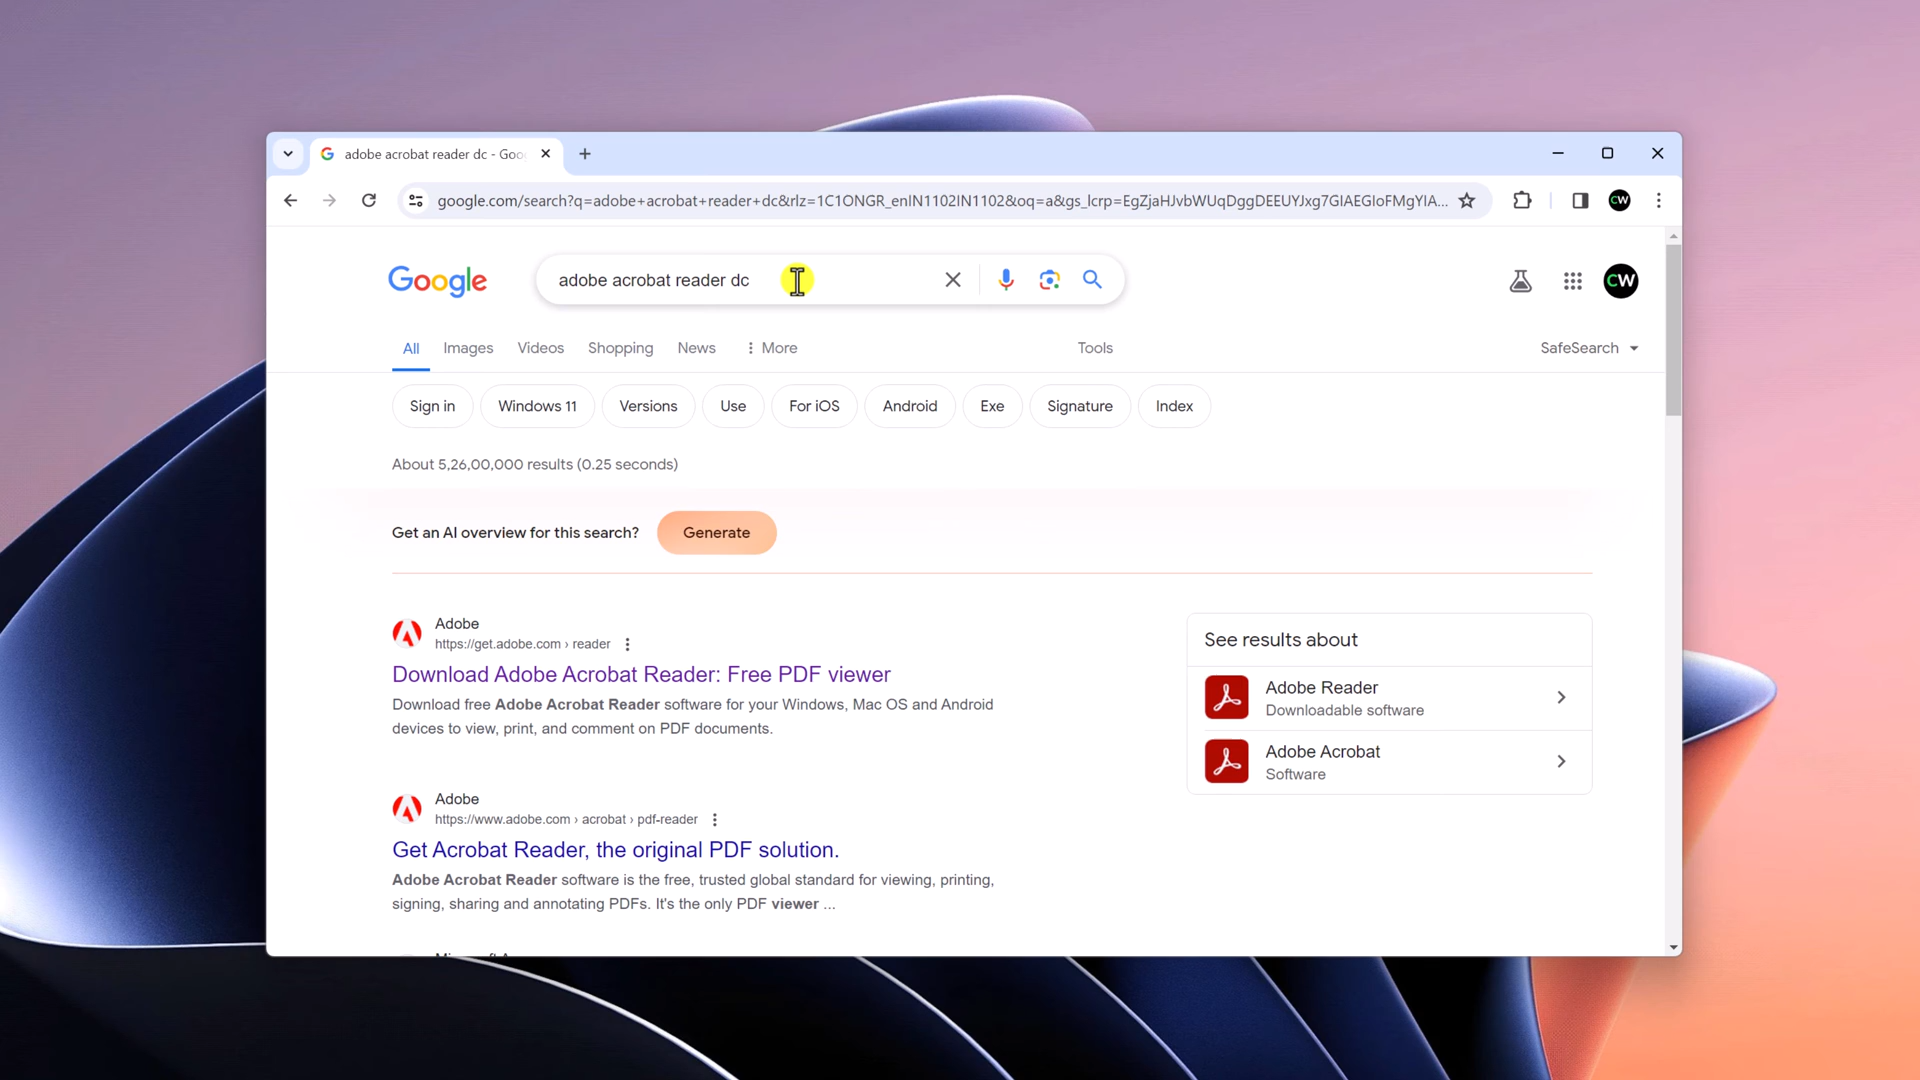 adobe acrobat reader dc - Goo
google.com/search?q=adobe+acrobat+reader+dc&rlz=1C1ONGR_enIN1102IN1102&oq=a&gs_lcrp=EgZjaHJvbWUqDggDEEUYJxg7GIAEGIoFMgYIA...
CW
Google
adobe acrobat reader dc
CW
All Images Videos Shopping News More Tools SafeSearch
Sign in Windows 11 Versions Use For iOS Android Exe Signature Index
About 5,26,00,000 results (0.25 seconds)
Get an AI overview for this search? Generate
Adobe
https://get.adobe.com › reader
Download Adobe Acrobat Reader: Free PDF viewer
Download free Adobe Acrobat Reader software for your Windows, Mac OS and Android
devices to view, print, and comment on PDF documents.
See results about
Adobe Reader
Downloadable software
Adobe Acrobat
Software
Adobe
https://www.adobe.com › acrobat › pdf-reader
Get Acrobat Reader, the original PDF solution.
Adobe Acrobat Reader software is the free, trusted global standard for viewing, printing,
signing, sharing and annotating PDFs. It's the only PDF viewer ...